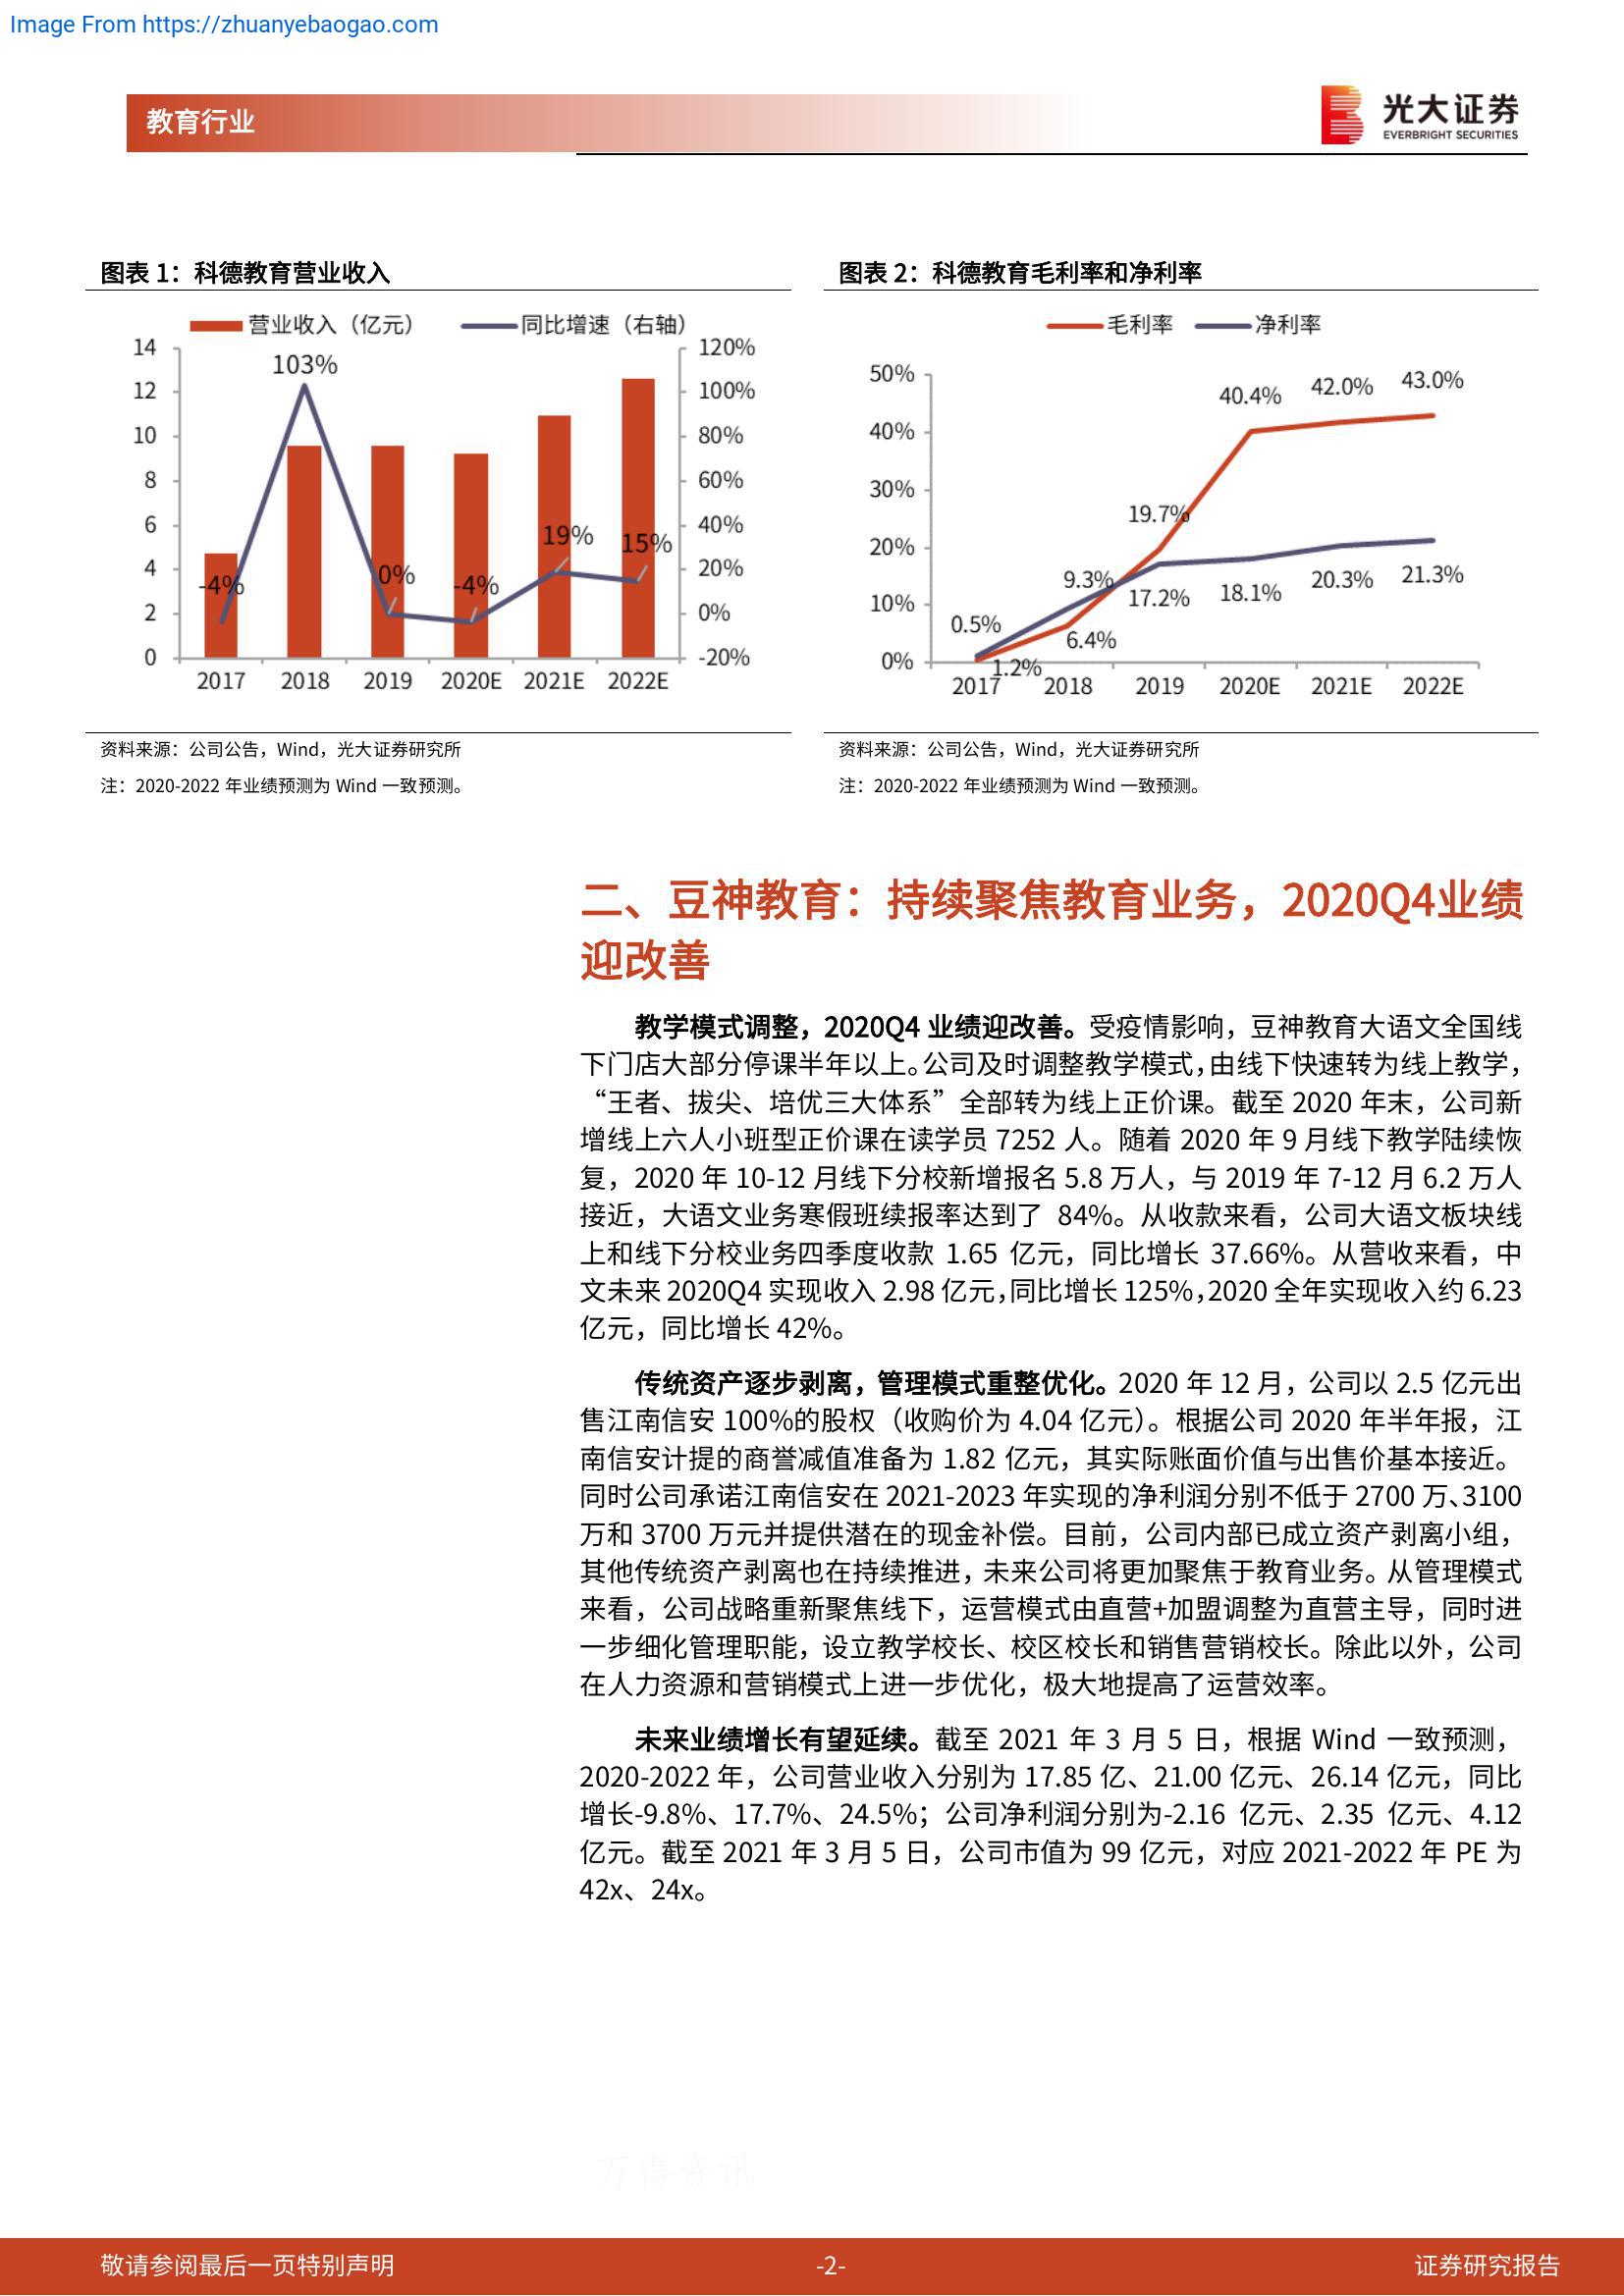 Image From https://zhuanyebaogao.com
教育行业
光大证券
EVERBRIGHT SECURITIES
图表 1：科德教育营业收入
营业收入（亿元） 同比增速（右轴）
14
12
10
8
6
4
2
0
120%
100%
80%
60%
40%
20%
0%
-20%
-4%
103%
0%
-4%
19%
15%
2017 2018 2019 2020E 2021E 2022E
资料来源：公司公告，Wind，光大证券研究所
注：2020-2022 年业绩预测为 Wind 一致预测。
图表 2：科德教育毛利率和净利率
毛利率 净利率
50%
40%
30%
20%
10%
0%
40.4% 42.0% 43.0%
19.7%
9.3%
17.2% 18.1% 20.3% 21.3%
0.5%
6.4%
1.2%
2017 2018 2019 2020E 2021E 2022E
资料来源：公司公告，Wind，光大证券研究所
注：2020-2022 年业绩预测为 Wind 一致预测。
二、豆神教育：持续聚焦教育业务，2020Q4业绩
迎改善
教学模式调整，2020Q4 业绩迎改善。受疫情影响，豆神教育大语文全国线
下门店大部分停课半年以上。公司及时调整教学模式，由线下快速转为线上教学，
“王者、拔尖、培优三大体系”全部转为线上正价课。截至 2020 年末，公司新
增线上六人小班型正价课在读学员 7252 人。随着 2020 年 9 月线下教学陆续恢
复，2020 年 10-12 月线下分校新增报名 5.8 万人，与 2019 年 7-12 月 6.2 万人
接近，大语文业务寒假班续报率达到了 84%。从收款来看，公司大语文板块线
上和线下分校业务四季度收款 1.65 亿元，同比增长 37.66%。从营收来看，中
文未来 2020Q4 实现收入 2.98 亿元，同比增长 125%，2020 全年实现收入约 6.23
亿元，同比增长 42%。
传统资产逐步剥离，管理模式重整优化。2020 年 12 月，公司以 2.5 亿元出
售江南信安 100%的股权（收购价为 4.04 亿元）。根据公司 2020 年半年报，江
南信安计提的商誉减值准备为 1.82 亿元，其实际账面价值与出售价基本接近。
同时公司承诺江南信安在 2021-2023 年实现的净利润分别不低于 2700 万、3100
万和 3700 万元并提供潜在的现金补偿。目前，公司内部已成立资产剥离小组，
其他传统资产剥离也在持续推进，未来公司将更加聚焦于教育业务。从管理模式
来看，公司战略重新聚焦线下，运营模式由直营+加盟调整为直营主导，同时进
一步细化管理职能，设立教学校长、校区校长和销售营销校长。除此以外，公司
在人力资源和营销模式上进一步优化，极大地提高了运营效率。
未来业绩增长有望延续。截至 2021 年 3 月 5 日，根据 Wind 一致预测，
2020-2022 年，公司营业收入分别为 17.85 亿、21.00 亿元、26.14 亿元，同比
增长-9.8%、17.7%、24.5%；公司净利润分别为-2.16 亿元、2.35 亿元、4.12
亿元。截至 2021 年 3 月 5 日，公司市值为 99 亿元，对应 2021-2022 年 PE 为
42x、24x。
万得资讯
敬请参阅最后一页特别声明 -2- 证券研究报告